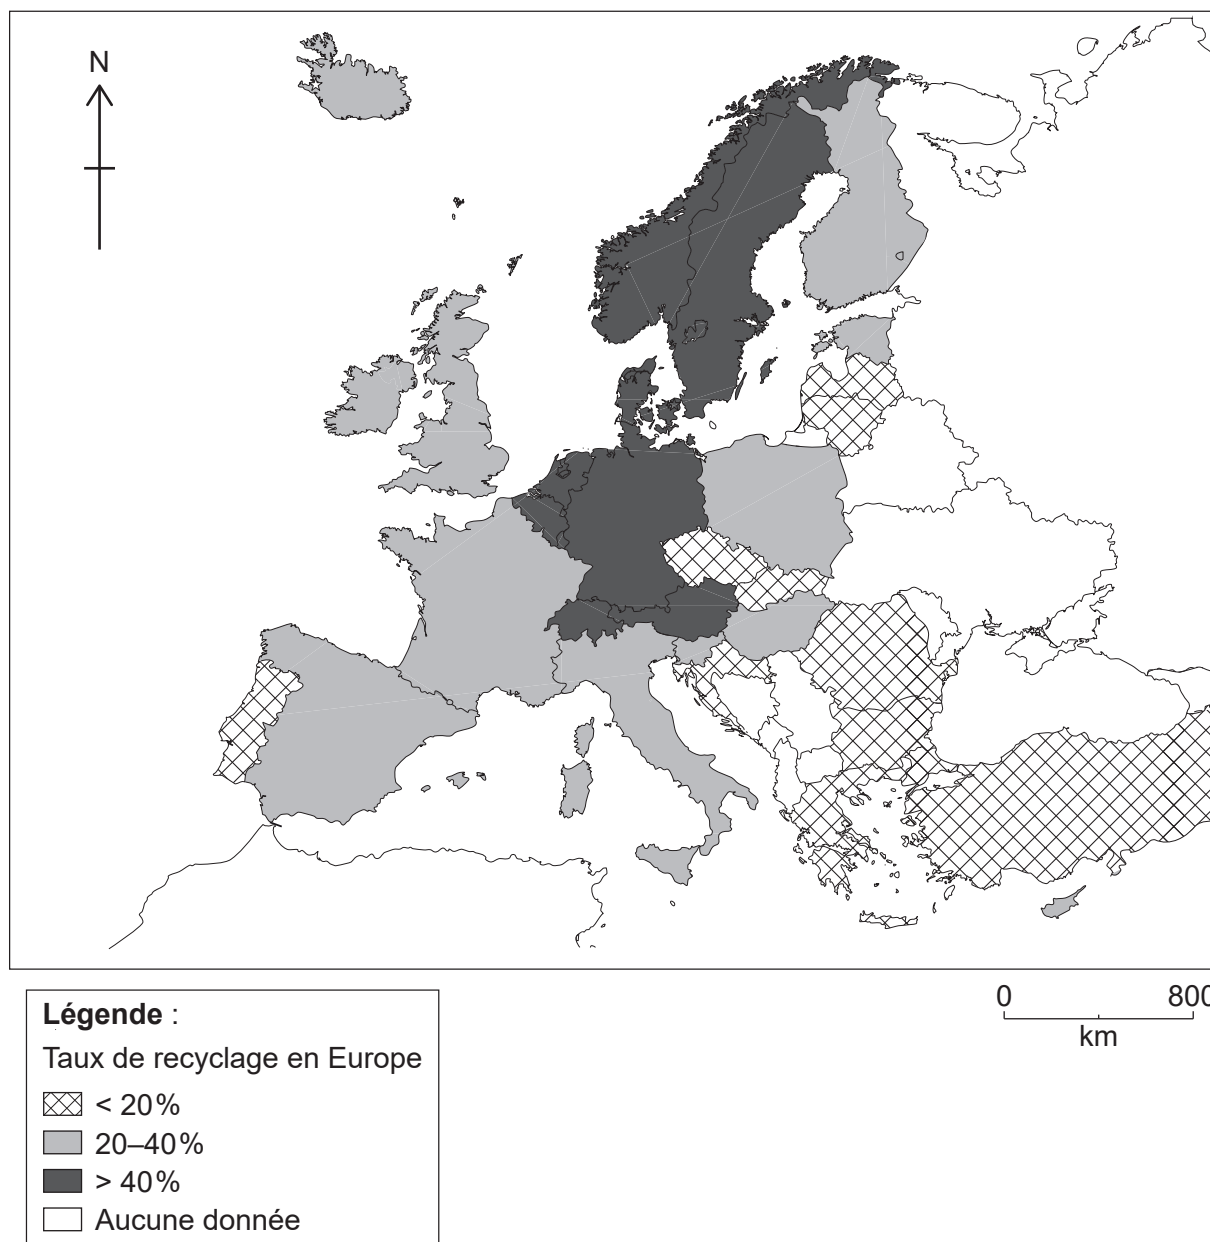 N
0 800
km
Légende :
Taux de recyclage en Europe
< 20%
20–40%
> 40%
Aucune donnée